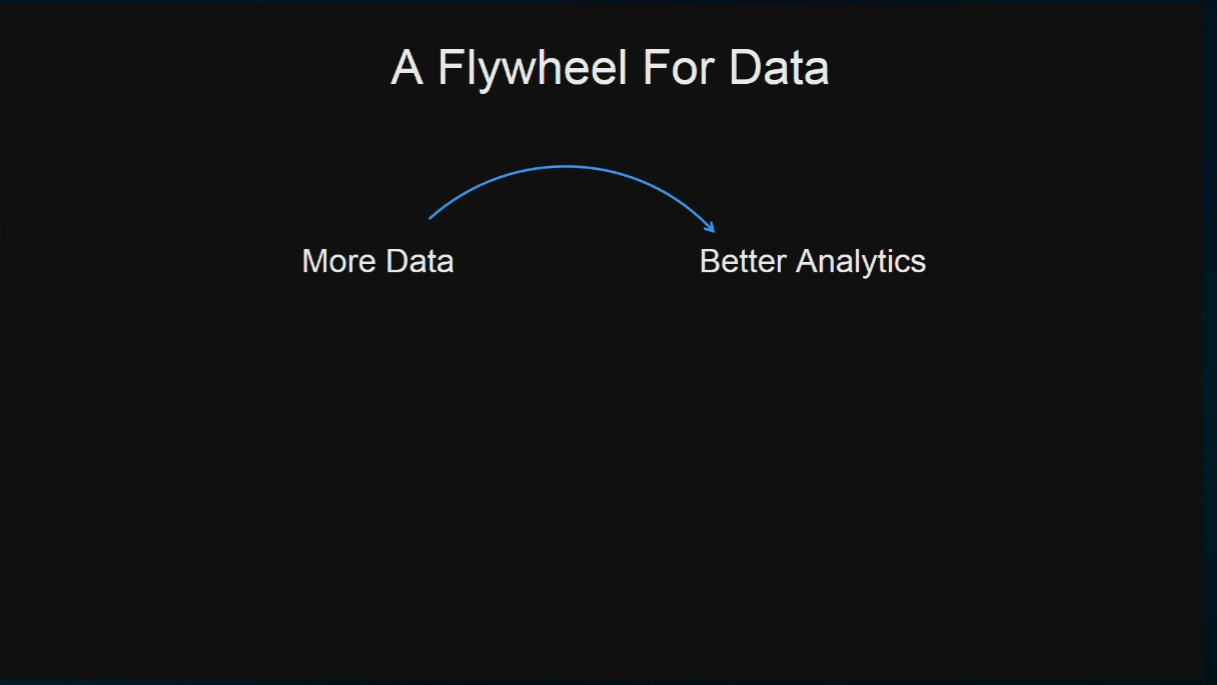 A Flywheel For Data
More Data
Better Analytics